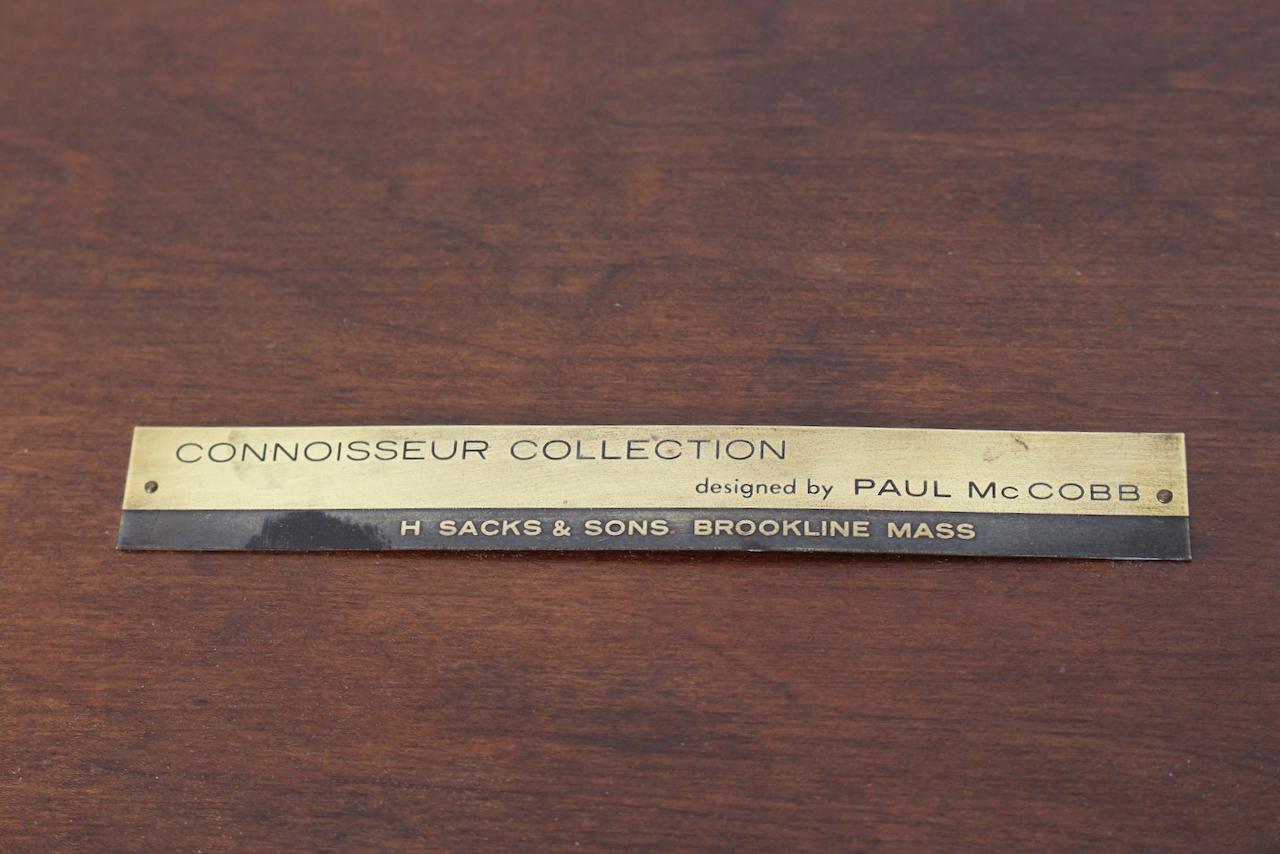 CONNOISSEUR COLLECTION
designed by PAUL McCOBB
H SACKS & SONS BROOKLINE MASS